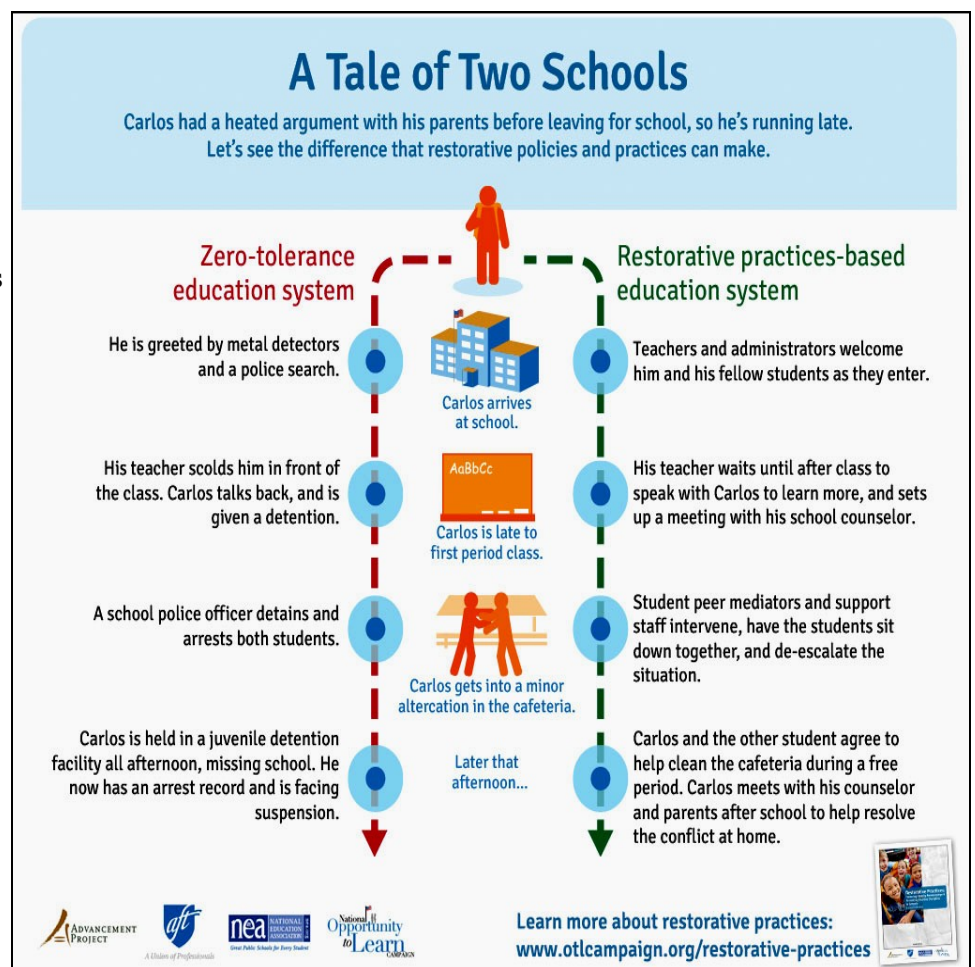 A Tale of Two Schools
Carlos had a heated argument with his parents before leaving for school, so he's running late.
Let's see the difference that restorative policies and practices can make.
s
Zero-tolerance
education system
Restorative practices-based
education system
He is greeted by metal detectors
and a police search.
Carlos arrives
at school.
Teachers and administrators welcome
him and his fellow students as they enter.
His teacher scolds him in front of
the class. Carlos talks back, and is
given a detention.
AaBbCc
Carlos is late to
first period class.
His teacher waits until after class to
speak with Carlos to learn more, and sets
up a meeting with his school counselor.
A school police officer detains and
arrests both students.
Carlos gets into a minor
altercation in the cafeteria.
Student peer mediators and support
staff intervene, have the students sit
down together, and de-escalate the
situation.
Carlos is held in a juvenile detention
facility all afternoon, missing school. He
now has an arrest record and is facing
suspension.
Later that
afternoon...
Carlos and the other student agree to
help clean the cafeteria during a free
period. Carlos meets with his counselor
and parents after school to help resolve
the conflict at home.
ADVANCEMENT
PROJECT
aft
A Union of Professionals
nea
NATIONAL
EDUCATION
ASSOCIATION
Great Public Schools for Every Student
National
Opportunity
to Learn
CAMPAIGN
Learn more about restorative practices:
www.otlcampaign.org/restorative-practices
Restorative Practices: